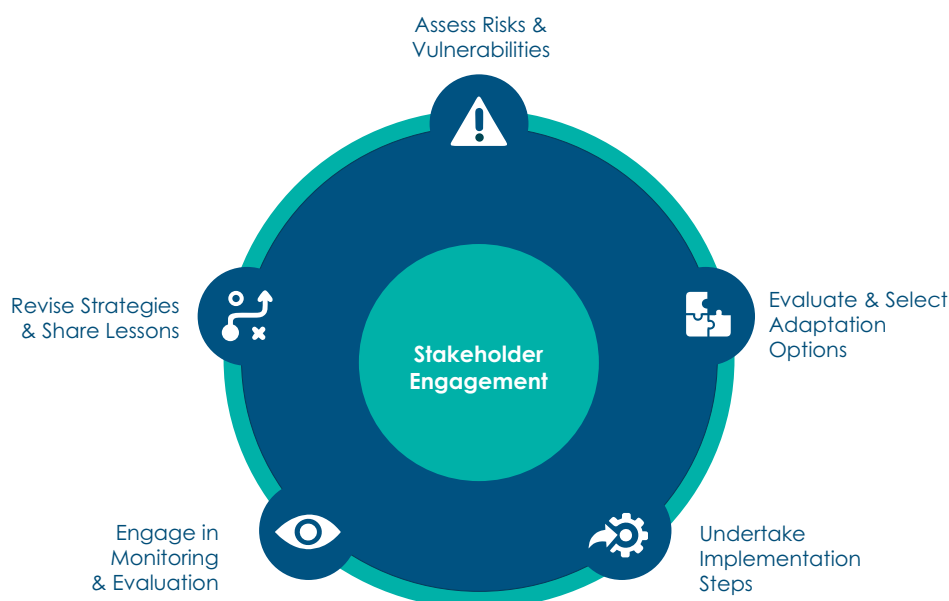 Assess Risks &
Vulnerabilities
Evaluate & Select
Adaptation
Options
Undertake
Implementation
Steps
Engage in
Monitoring
& Evaluation
Revise Strategies
& Share Lessons
Stakeholder
Engagement